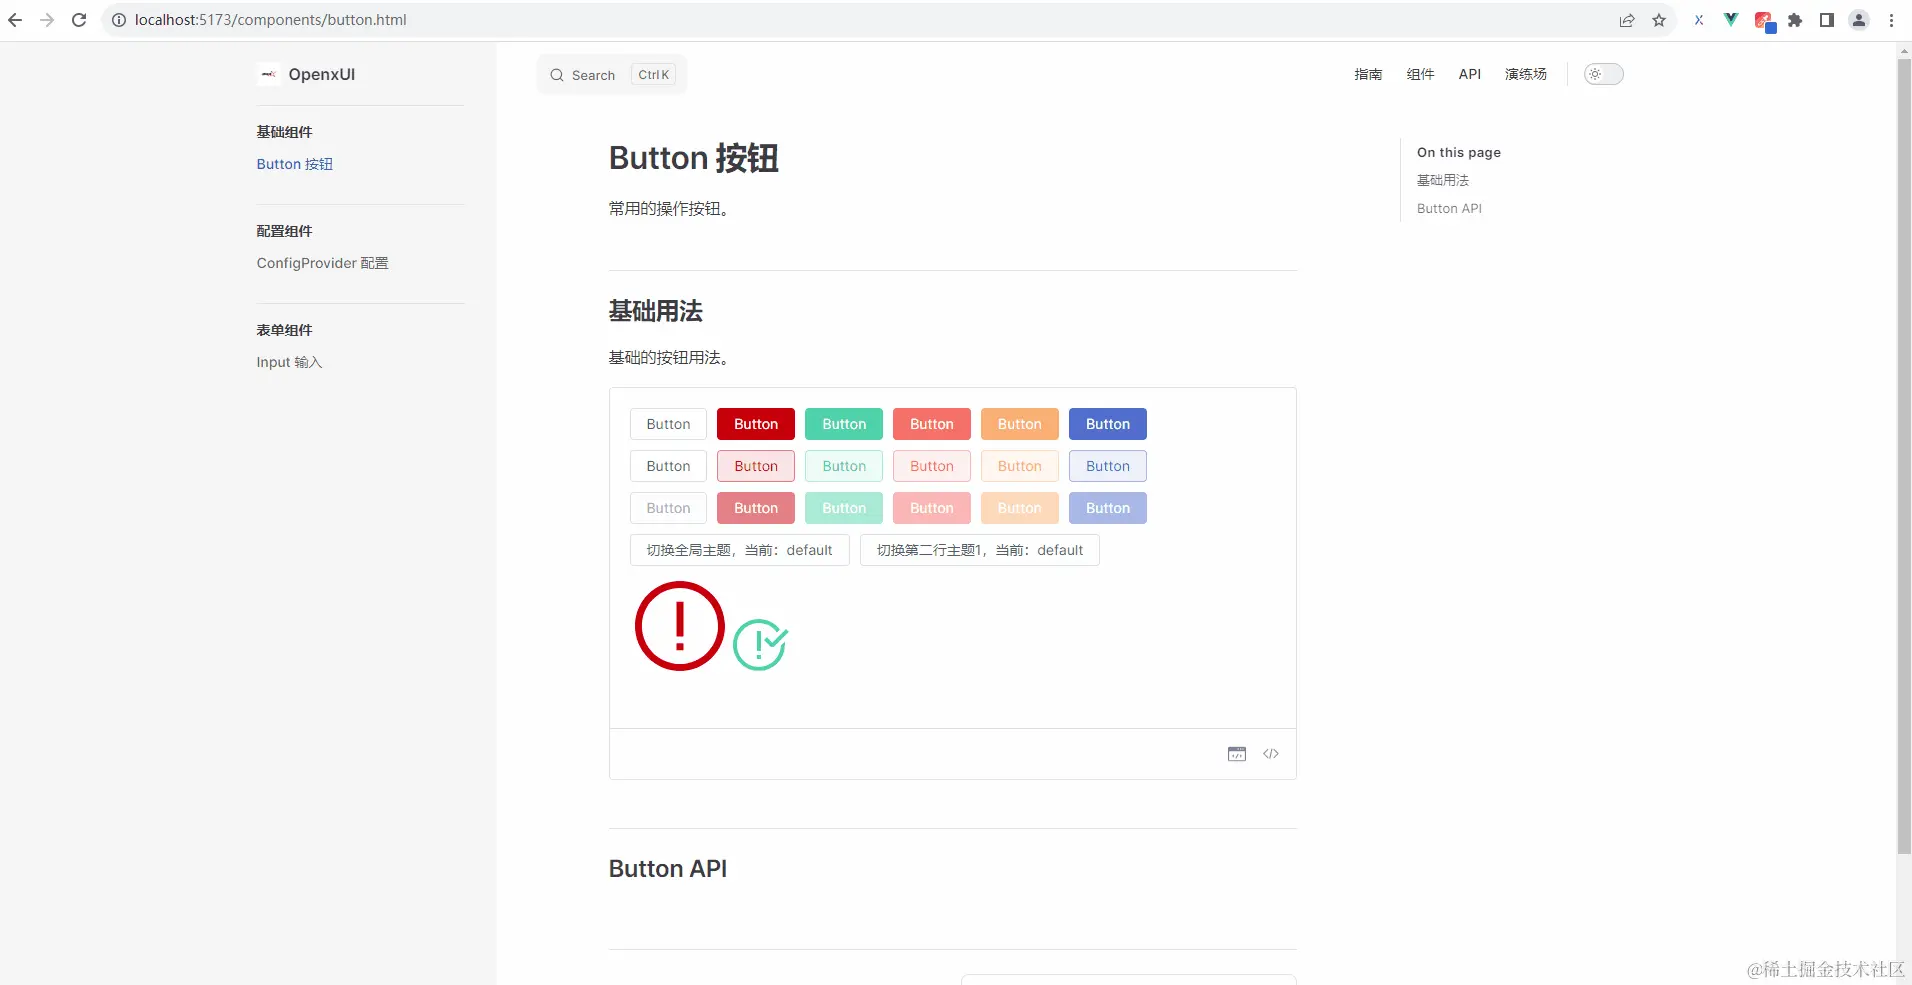 localhost:5173/components/button.html
OpenxUI
Search
Ctrl K
指南
组件
API
演练场
基础组件
Button 按钮
配置组件
ConfigProvider 配置
表单组件
Input 输入
Button 按钮
常用的操作按钮。
基础用法
基础的按钮用法。
Button Button Button Button Button Button
Button Button Button Button Button Button
Button Button Button Button Button Button
切换全局主题，当前：default 切换第二行主题1，当前：default
Button API
On this page
基础用法
Button API
@稀土掘金技术社区